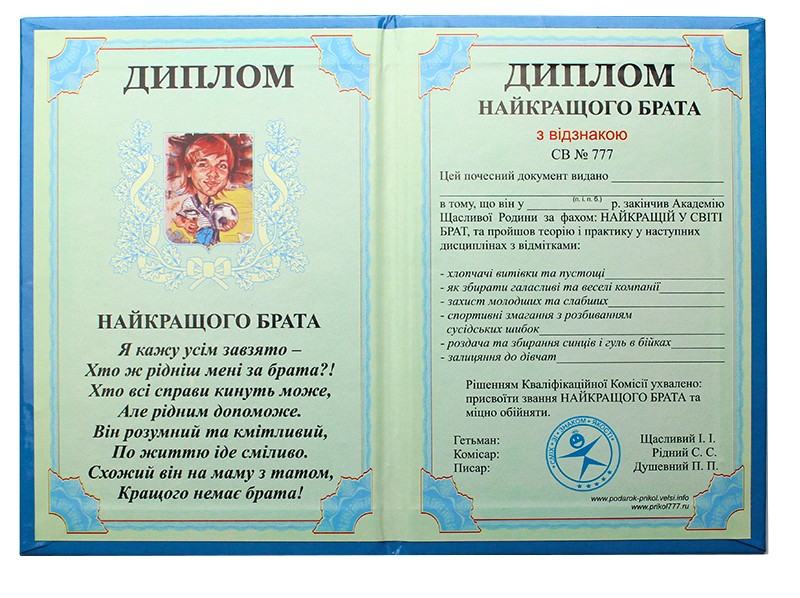 ДИПЛОМ
НАЙКРАЩОГО БРАТА
Я кажу усім завзято –
Хто ж рідніш мені за брата?!
Хто всі справи кинуть може,
Але рідним допоможе.
Він розумний та кмітливий,
По життю іде сміливо.
Схожий він на маму з татом,
Кращого немає брата!
ДИПЛОМ
НАЙКРАЩОГО БРАТА
з відзнакою
СВ № 777
Цей почесний документ видано
(п. і. п. б.)
в тому, що він у р. закінчив Академію
Щасливої Родини за фахом: НАЙКРАЩІЙ У СВІТІ
БРАТ, та пройшов теорію і практику у наступних
дисциплінах з відмітками:
- хлопчачі витівки та пустощі
- як збирати галасливі та веселі компанії
- захист молодших та слабших
- спортивні змагання з розбиванням
сусідських шибок
- роздача та збирання синців і гуль в бійках
- залицяння до дівчат
Рішенням Кваліфікаційної Комісії ухвалено:
присвоїти звання НАЙКРАЩОГО БРАТА та
міцно обійняти.
Гетьман: Щасливий І. І.
Комісар: Рідний С. С.
Писар: Душевний П. П.
СМІХ ЗІ ЗНАКОМ ЯКОСТІ
www.podarok-prikol.velsi.info
www.prikol777.ru